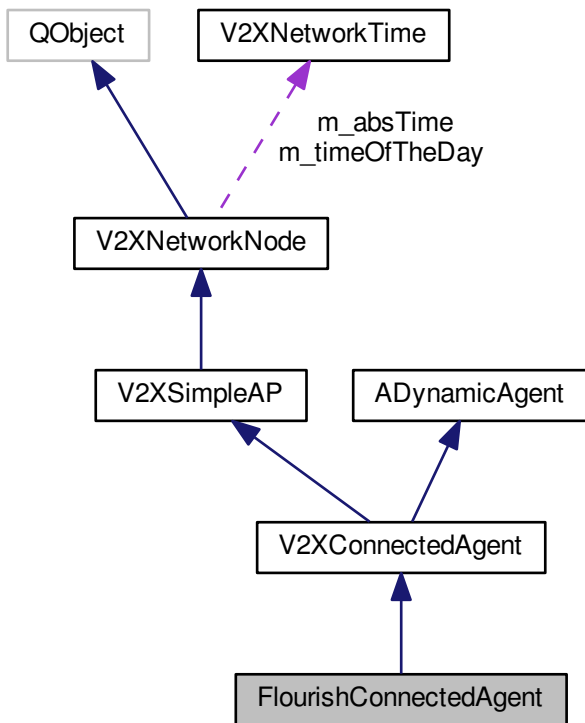 QObject
V2XNetworkTime
m_absTime
m_timeOfTheDay
V2XNetworkNode
V2XSimpleAP
ADynamicAgent
V2XConnectedAgent
FlourishConnectedAgent